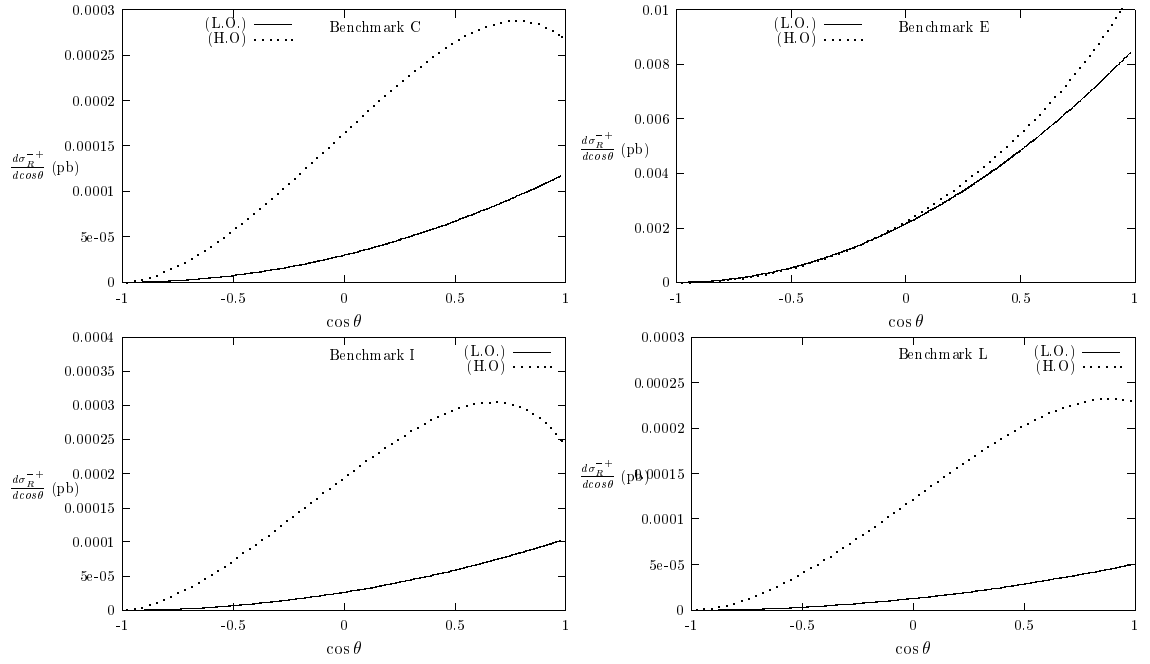 0.0003
(L.O.)
(H.O)
Benchmark C
0.00025
0.0002
0.00015
dσ_R^{-+}/dcosθ (pb)
0.0001
5e-05
0
-1 -0.5 0 0.5 1
cos θ
0.01
(L.O.)
(H.O)
Benchmark E
0.008
0.006
dσ_R^{-+}/dcosθ (pb)
0.004
0.002
0
-1 -0.5 0 0.5 1
cos θ
0.0004
Benchmark I
(L.O.)
(H.O)
0.00035
0.0003
0.00025
0.0002
dσ_R^{-+}/dcosθ (pb)
0.00015
0.0001
5e-05
0
-1 -0.5 0 0.5 1
cos θ
0.0003
Benchmark L
(L.O.)
(H.O)
0.00025
0.0002
dσ_R^{-+}/dcosθ (pb)
0.00015
0.0001
5e-05
0
-1 -0.5 0 0.5 1
cos θ